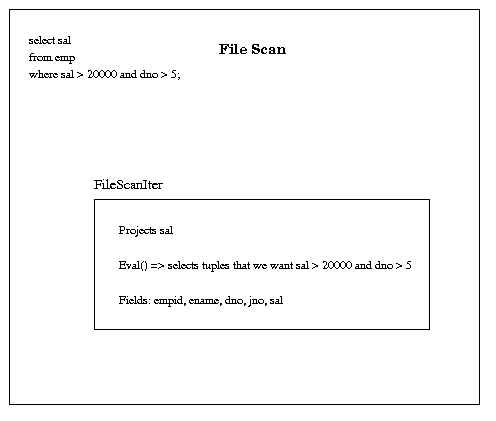 select sal
from emp
where sal > 20000 and dno > 5;
File Scan
FileScanIter
Projects sal
Eval() => selects tuples that we want sal > 20000 and dno > 5
Fields: empid, ename, dno, jno, sal